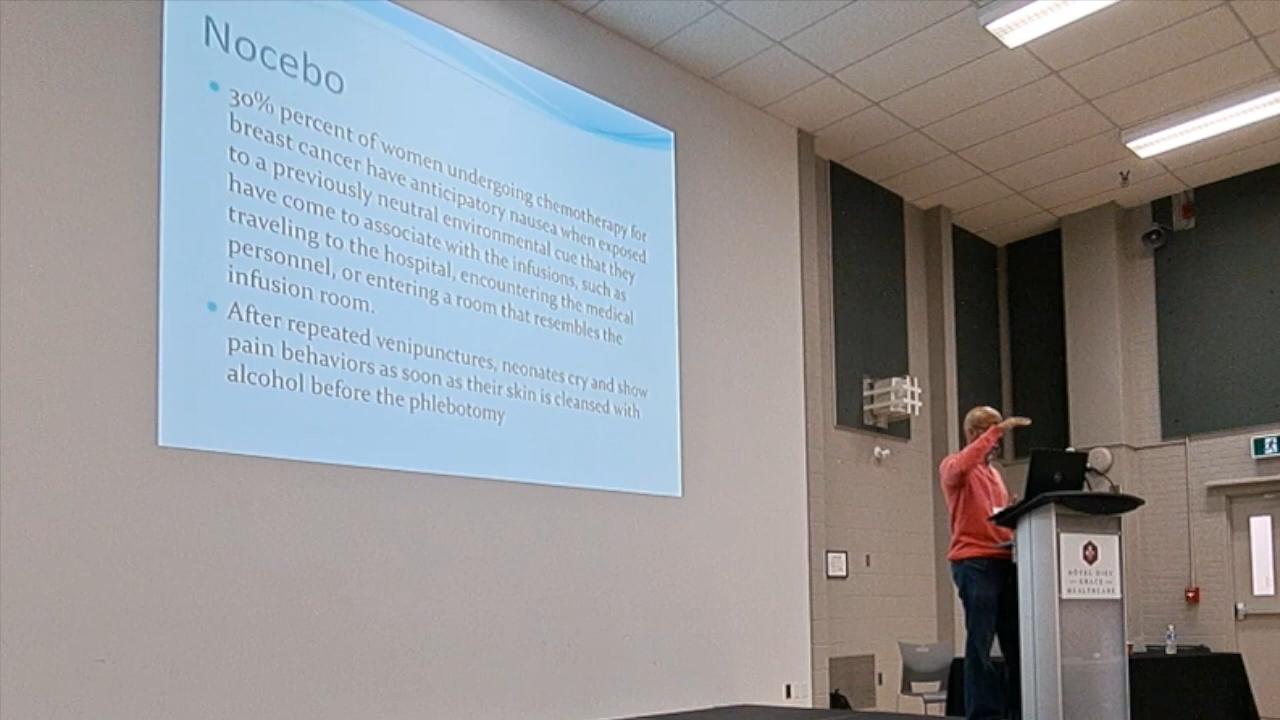 Nocebo
30% percent of women undergoing chemotherapy for
breast cancer have anticipatory nausea when exposed
to a previously neutral environmental cue that they
have come to associate with the infusions, such as
traveling to the hospital, encountering the medical
personnel, or entering a room that resembles the
infusion room.
After repeated venipunctures, neonates cry and show
pain behaviors as soon as their skin is cleansed with
alcohol before the phlebotomy
HÔTEL-DIEU
GRACE
HEALTHCARE